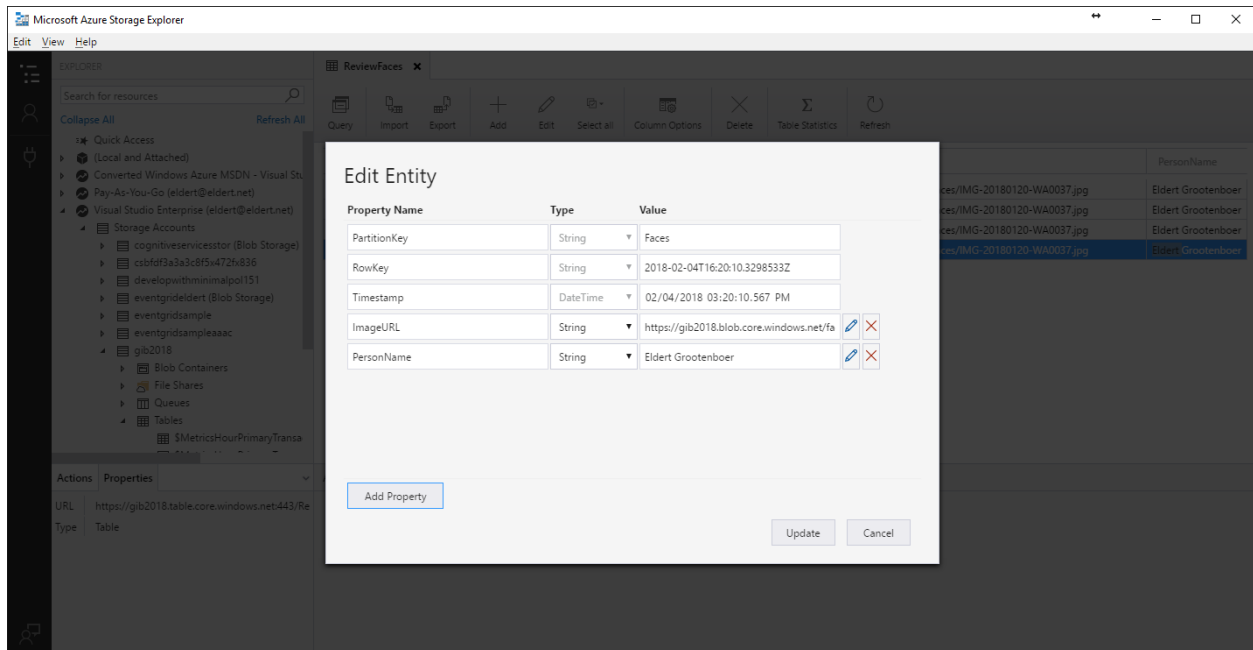 Microsoft Azure Storage Explorer
Edit View Help
EXPLORER
Search for resources
Collapse All Refresh All
Quick Access
(Local and Attached)
Converted Windows Azure MSDN - Visual Stu
Pay-As-You-Go (eldert@eldert.net)
Visual Studio Enterprise (eldert@eldert.net)
Storage Accounts
cognitiveservicesstor (Blob Storage)
csbfdf3a3a3c8f5x472fx836
developwithminimalpol151
eventgrideldert (Blob Storage)
eventgridsample
eventgridsampleaaac
gib2018
Blob Containers
File Shares
Queues
Tables
$MetricsHourPrimaryTransa
Actions Properties
URL https://gib2018.table.core.windows.net:443/Re
Type Table
ReviewFaces
Query Import Export Add Edit Select all Column Options Delete Table Statistics Refresh
PersonName
ces/IMG-20180120-WA0037.jpg Eldert Grootenboer
ces/IMG-20180120-WA0037.jpg Eldert Grootenboer
ces/IMG-20180120-WA0037.jpg Eldert Grootenboer
ces/IMG-20180120-WA0037.jpg Eldert Grootenboer
Edit Entity
Property Name Type Value
PartitionKey String Faces
RowKey String 2018-02-04T16:20:10.3298533Z
Timestamp DateTime 02/04/2018 03:20:10.567 PM
ImageURL String https://gib2018.blob.core.windows.net/fa
PersonName String Eldert Grootenboer
Add Property
Update Cancel